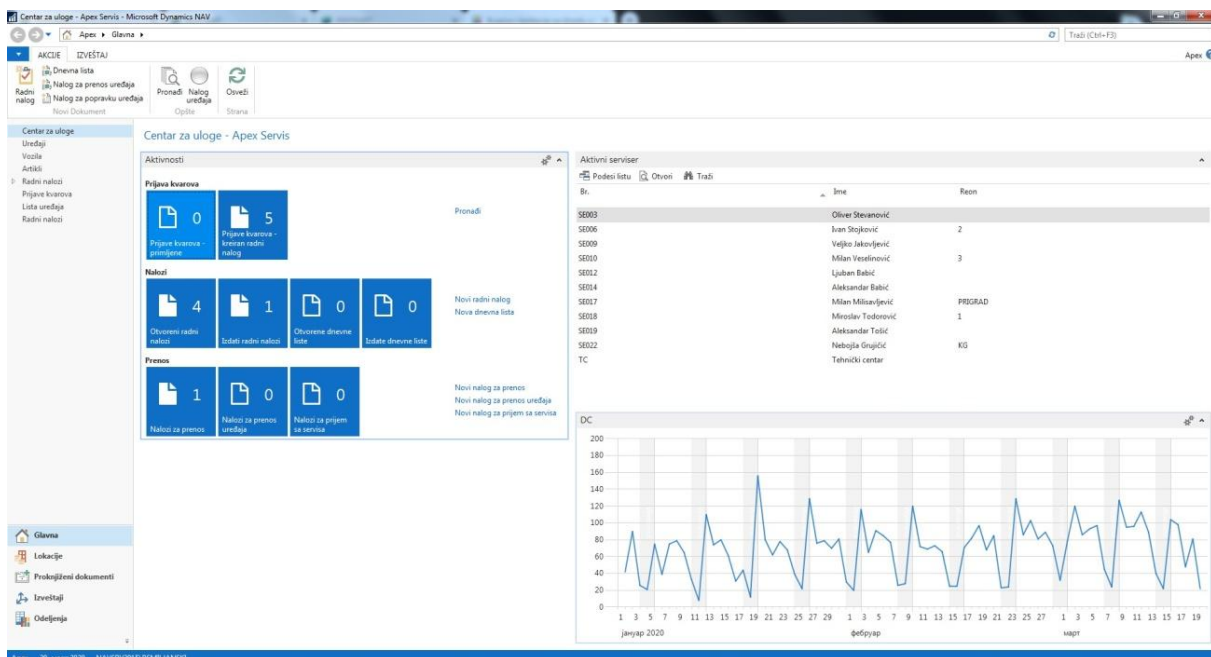 Centar za uloge - Apex Servis - Microsoft Dynamics NAV
Apex Glavna
Traži (Ctrl+F3)
AKCIJE IZVEŠTAJ
Apex
Radni nalog
Dnevna lista
Nalog za prenos uređaja
Nalog za popravku uređaja
Novi Dokument
Pronađi
Nalog uređaja
Opšte
Osveži
Strana
Centar za uloge
Uređaji
Vozila
Artikli
Radni nalozi
Prijave kvarova
Lista uređaja
Radni nalozi
Glavna
Lokacije
Proknjiženi dokumenti
Izveštaji
Odeljenja
Centar za uloge - Apex Servis
Aktivnosti
Prijava kvarova
0
Prijave kvarova - primljene
5
Prijave kvarova - kreiran radni nalog
Pronađi
Nalozi
4
Otvoreni radni nalozi
1
Izdati radni nalozi
0
Otvorene dnevne liste
0
Izdate dnevne liste
Novi radni nalog
Nova dnevna lista
Prenos
1
Nalozi za prenos
0
Nalozi za prenos uređaja
0
Nalozi za prijem sa servisa
Novi nalog za prenos
Novi nalog za prenos uređaja
Novi nalog za prijem sa servisa
Aktivni serviser
Podesi listu Otvori Traži
Br. Ime Reon
SE003 Oliver Stevanović
SE006 Ivan Stojković 2
SE009 Veljko Jakovljević
SE010 Milan Veselinović 3
SE012 Ljuban Babić
SE014 Aleksandar Babić
SE017 Milan Milisavljević PRIGRAD
SE018 Miroslav Todorović 1
SE019 Aleksandar Tošić
SE022 Nebojša Grujičić KG
TC Tehnički centar
DC
200
180
160
140
120
100
80
60
40
20
0
1 3 5 7 9 11 13 15 17 19 21 23 25 27 29 1 3 5 7 9 11 13 15 17 19 21 23 25 27 1 3 5 7 9 11 13 15 17 19
јануар 2020 фебруар март